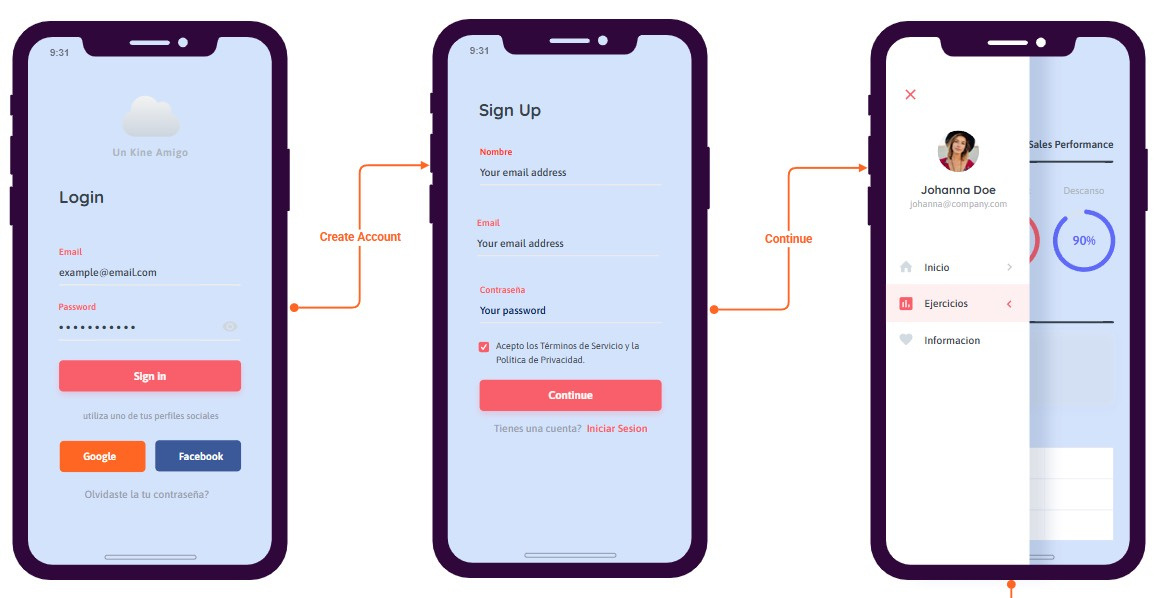 9:31
Un Kine Amigo
Login
Email
example@email.com
Password
Sign in
utiliza uno de tus perfiles sociales
Google
Facebook
Olvidaste la tu contraseña?
Create Account
9:31
Sign Up
Nombre
Your email address
Email
Your email address
Contraseña
Your password
Acepto los Términos de Servicio y la
Política de Privacidad.
Continue
Tienes una cuenta? Iniciar Sesion
Continue
Johanna Doe
johanna@company.com
Inicio
Ejercicios
Informacion
Sales Performance
Descanso
90%